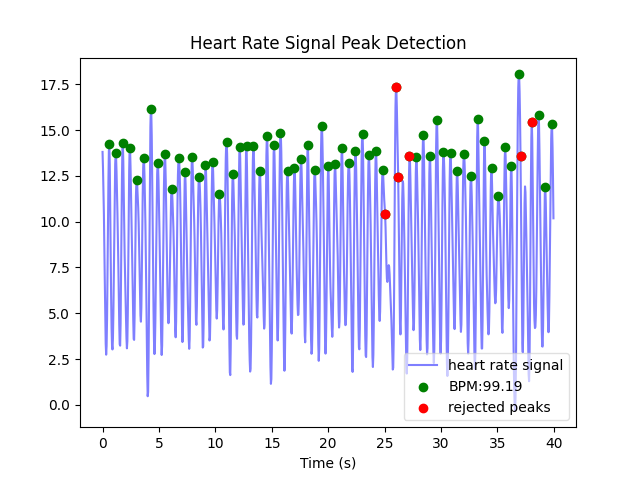 Heart Rate Signal Peak Detection
17.5
15.0
12.5
10.0
7.5
5.0
2.5
0.0
heart rate signal
BPM:99.19
rejected peaks
0 5 10 15 20 25 30 35 40
Time (s)